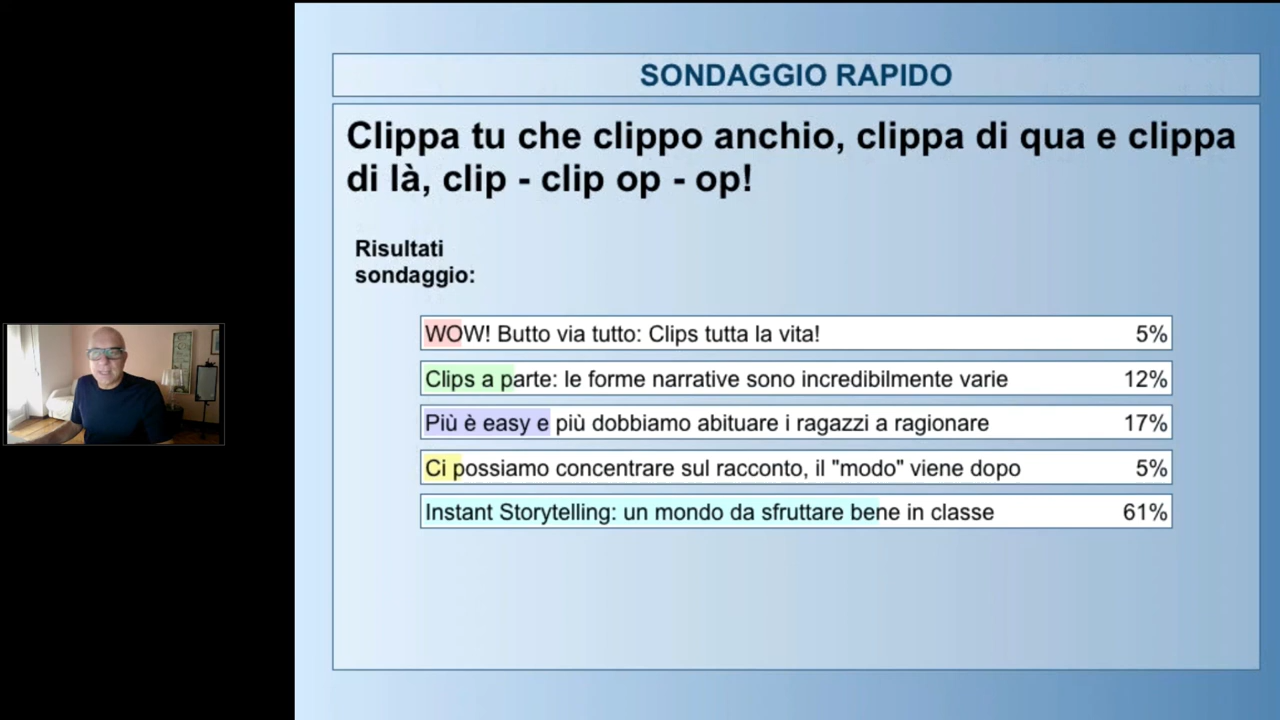 SONDAGGIO RAPIDO
Clippa tu che clippo anchio, clippa di qua e clippa
di là, clip - clip op - op!
Risultati
sondaggio:
WOW! Butto via tutto: Clips tutta la vita! 5%
Clips a parte: le forme narrative sono incredibilmente varie 12%
Più è easy e più dobbiamo abituare i ragazzi a ragionare 17%
Ci possiamo concentrare sul racconto, il "modo" viene dopo 5%
Instant Storytelling: un mondo da sfruttare bene in classe 61%